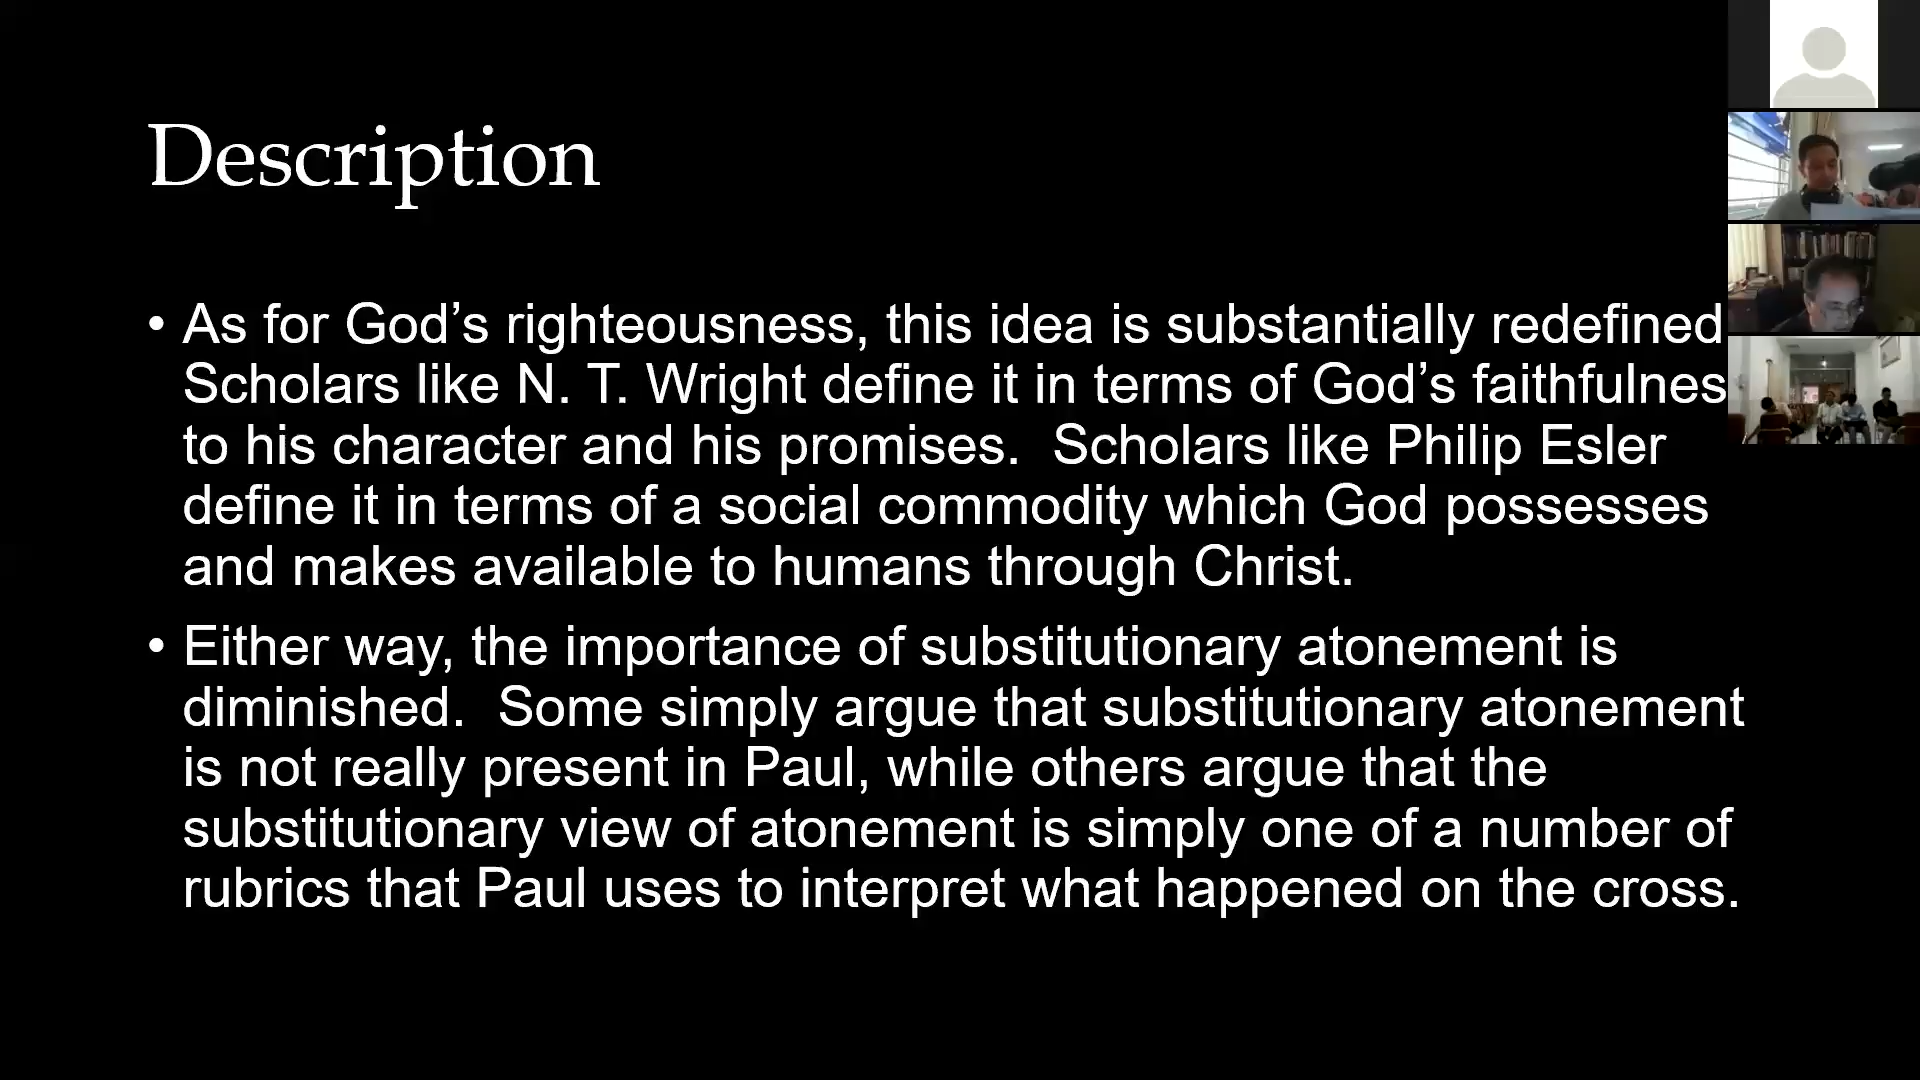 Description
• As for God’s righteousness, this idea is substantially redefined
Scholars like N. T. Wright define it in terms of God’s faithfulnes
to his character and his promises.  Scholars like Philip Esler
define it in terms of a social commodity which God possesses
and makes available to humans through Christ.
• Either way, the importance of substitutionary atonement is
diminished.  Some simply argue that substitutionary atonement
is not really present in Paul, while others argue that the
substitutionary view of atonement is simply one of a number of
rubrics that Paul uses to interpret what happened on the cross.